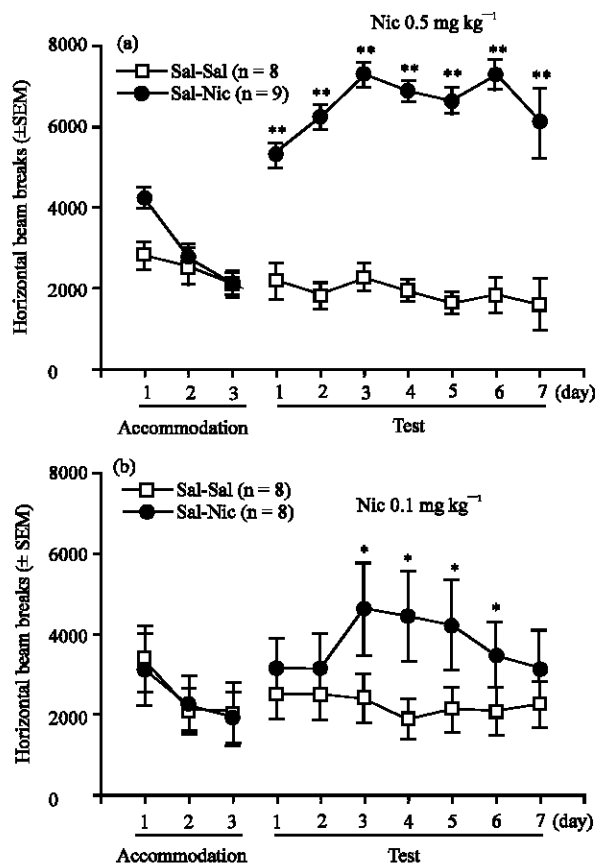 Nic 0.5 mg kg⁻¹
(a)
Sal-Sal (n = 8
Sal-Nic (n = 9)
Horizontal beam breaks (±SEM)
8000
6000
4000
2000
0
** ** ** ** ** ** **
1 2 3 1 2 3 4 5 6 7 (day)
Accommodation Test
(b)
Sal-Sal (n = 8)
Sal-Nic (n = 8)
Nic 0.1 mg kg⁻¹
Horizontal beam breaks (± SEM)
8000
6000
4000
2000
0
* * * *
1 2 3 1 2 3 4 5 6 7 (day)
Accommodation Test